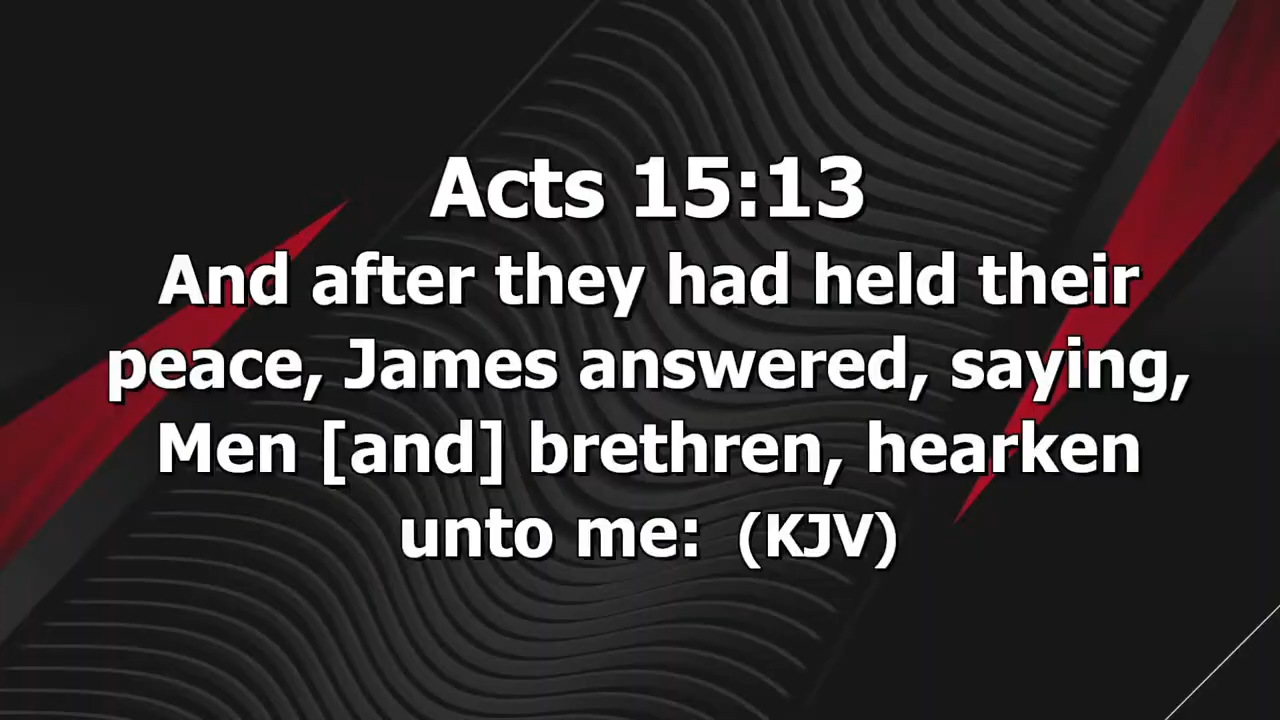 Acts 15:13
And after they had held their
peace, James answered, saying,
Men [and] brethren, hearken
unto me: (KJV)